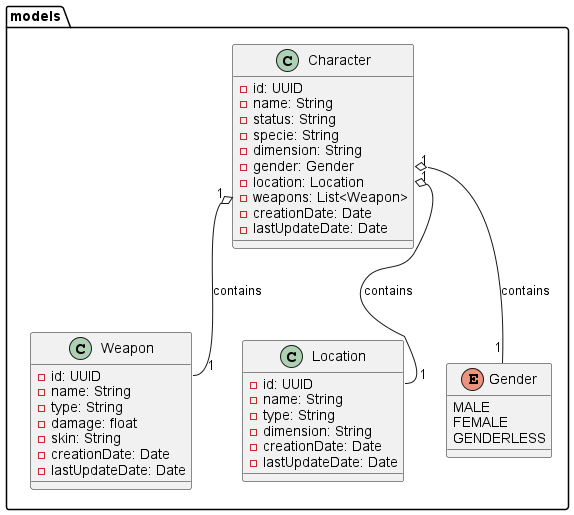 models
C Character
id: UUID
name: String
status: String
specie: String
dimension: String
gender: Gender
location: Location
weapons: List<Weapon>
creationDate: Date
lastUpdateDate: Date
1
1
1
contains
contains
contains
1
1
1
C Weapon
id: UUID
name: String
type: String
damage: float
skin: String
creationDate: Date
lastUpdateDate: Date
C Location
id: UUID
name: String
type: String
dimension: String
creationDate: Date
lastUpdateDate: Date
E Gender
MALE
FEMALE
GENDERLESS